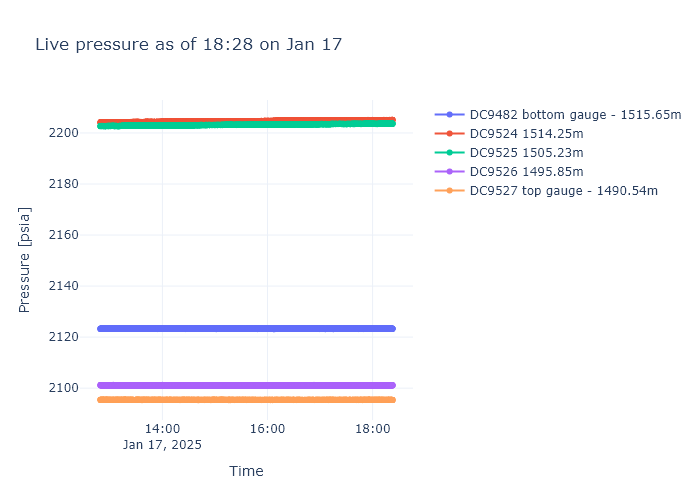 Live pressure as of 18:28 on Jan 17
DC9482 bottom gauge - 1515.65m
DC9524 1514.25m
DC9525 1505.23m
DC9526 1495.85m
DC9527 top gauge - 1490.54m
Pressure [psia]
2200
2180
2160
2140
2120
2100
14:00
Jan 17, 2025
16:00
18:00
Time